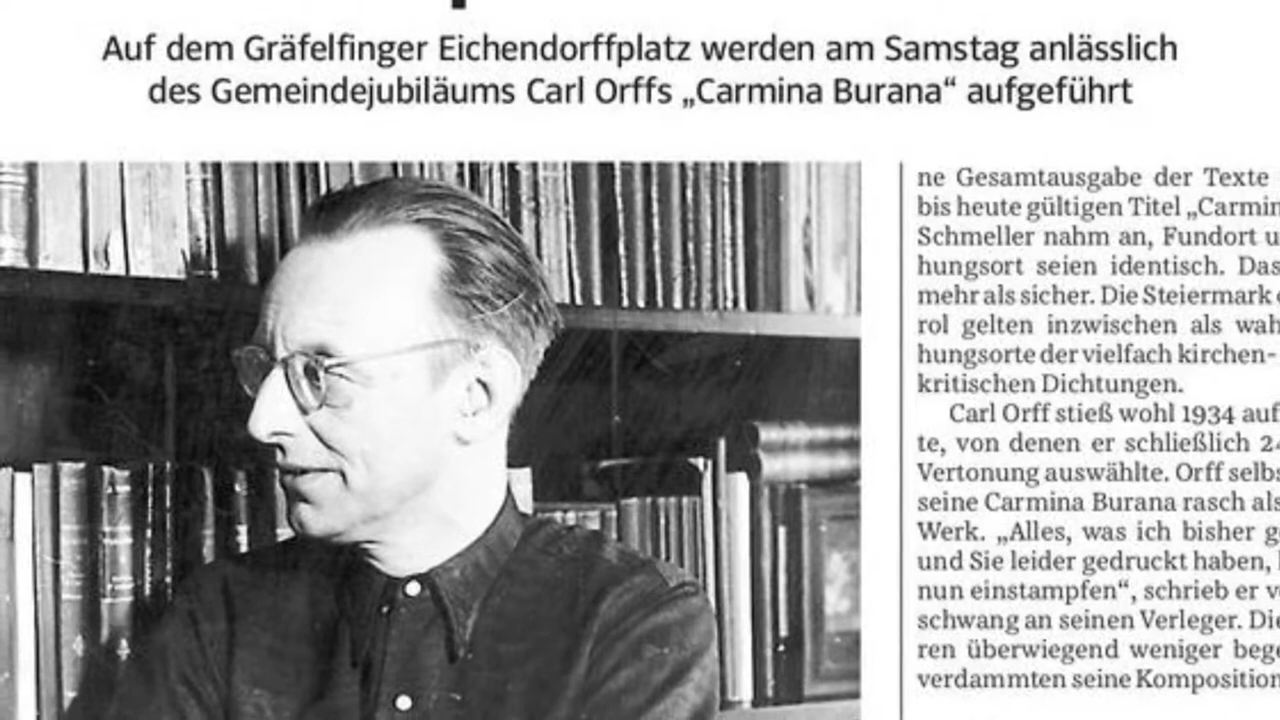 Auf dem Gräfelfinger Eichendorffplatz werden am Samstag anlässlich
des Gemeindejubiläums Carl Orffs „Carmina Burana“ aufgeführt
ne Gesamtausgabe der Texte
bis heute gültigen Titel „Carmin
Schmeller nahm an, Fundort u
hungsort seien identisch. Das
mehr als sicher. Die Steiermark
rol gelten inzwischen als wah
hungsorte der vielfach kirchen-
kritischen Dichtungen.
Carl Orff stieß wohl 1934 auf
te, von denen er schließlich 24
Vertonung auswählte. Orff selbs
seine Carmina Burana rasch als
Werk. „Alles, was ich bisher g
und Sie leider gedruckt haben,
nun einstampfen“, schrieb er v
schwang an seinen Verleger. Die
ren überwiegend weniger bege
verdammten seine Komposition